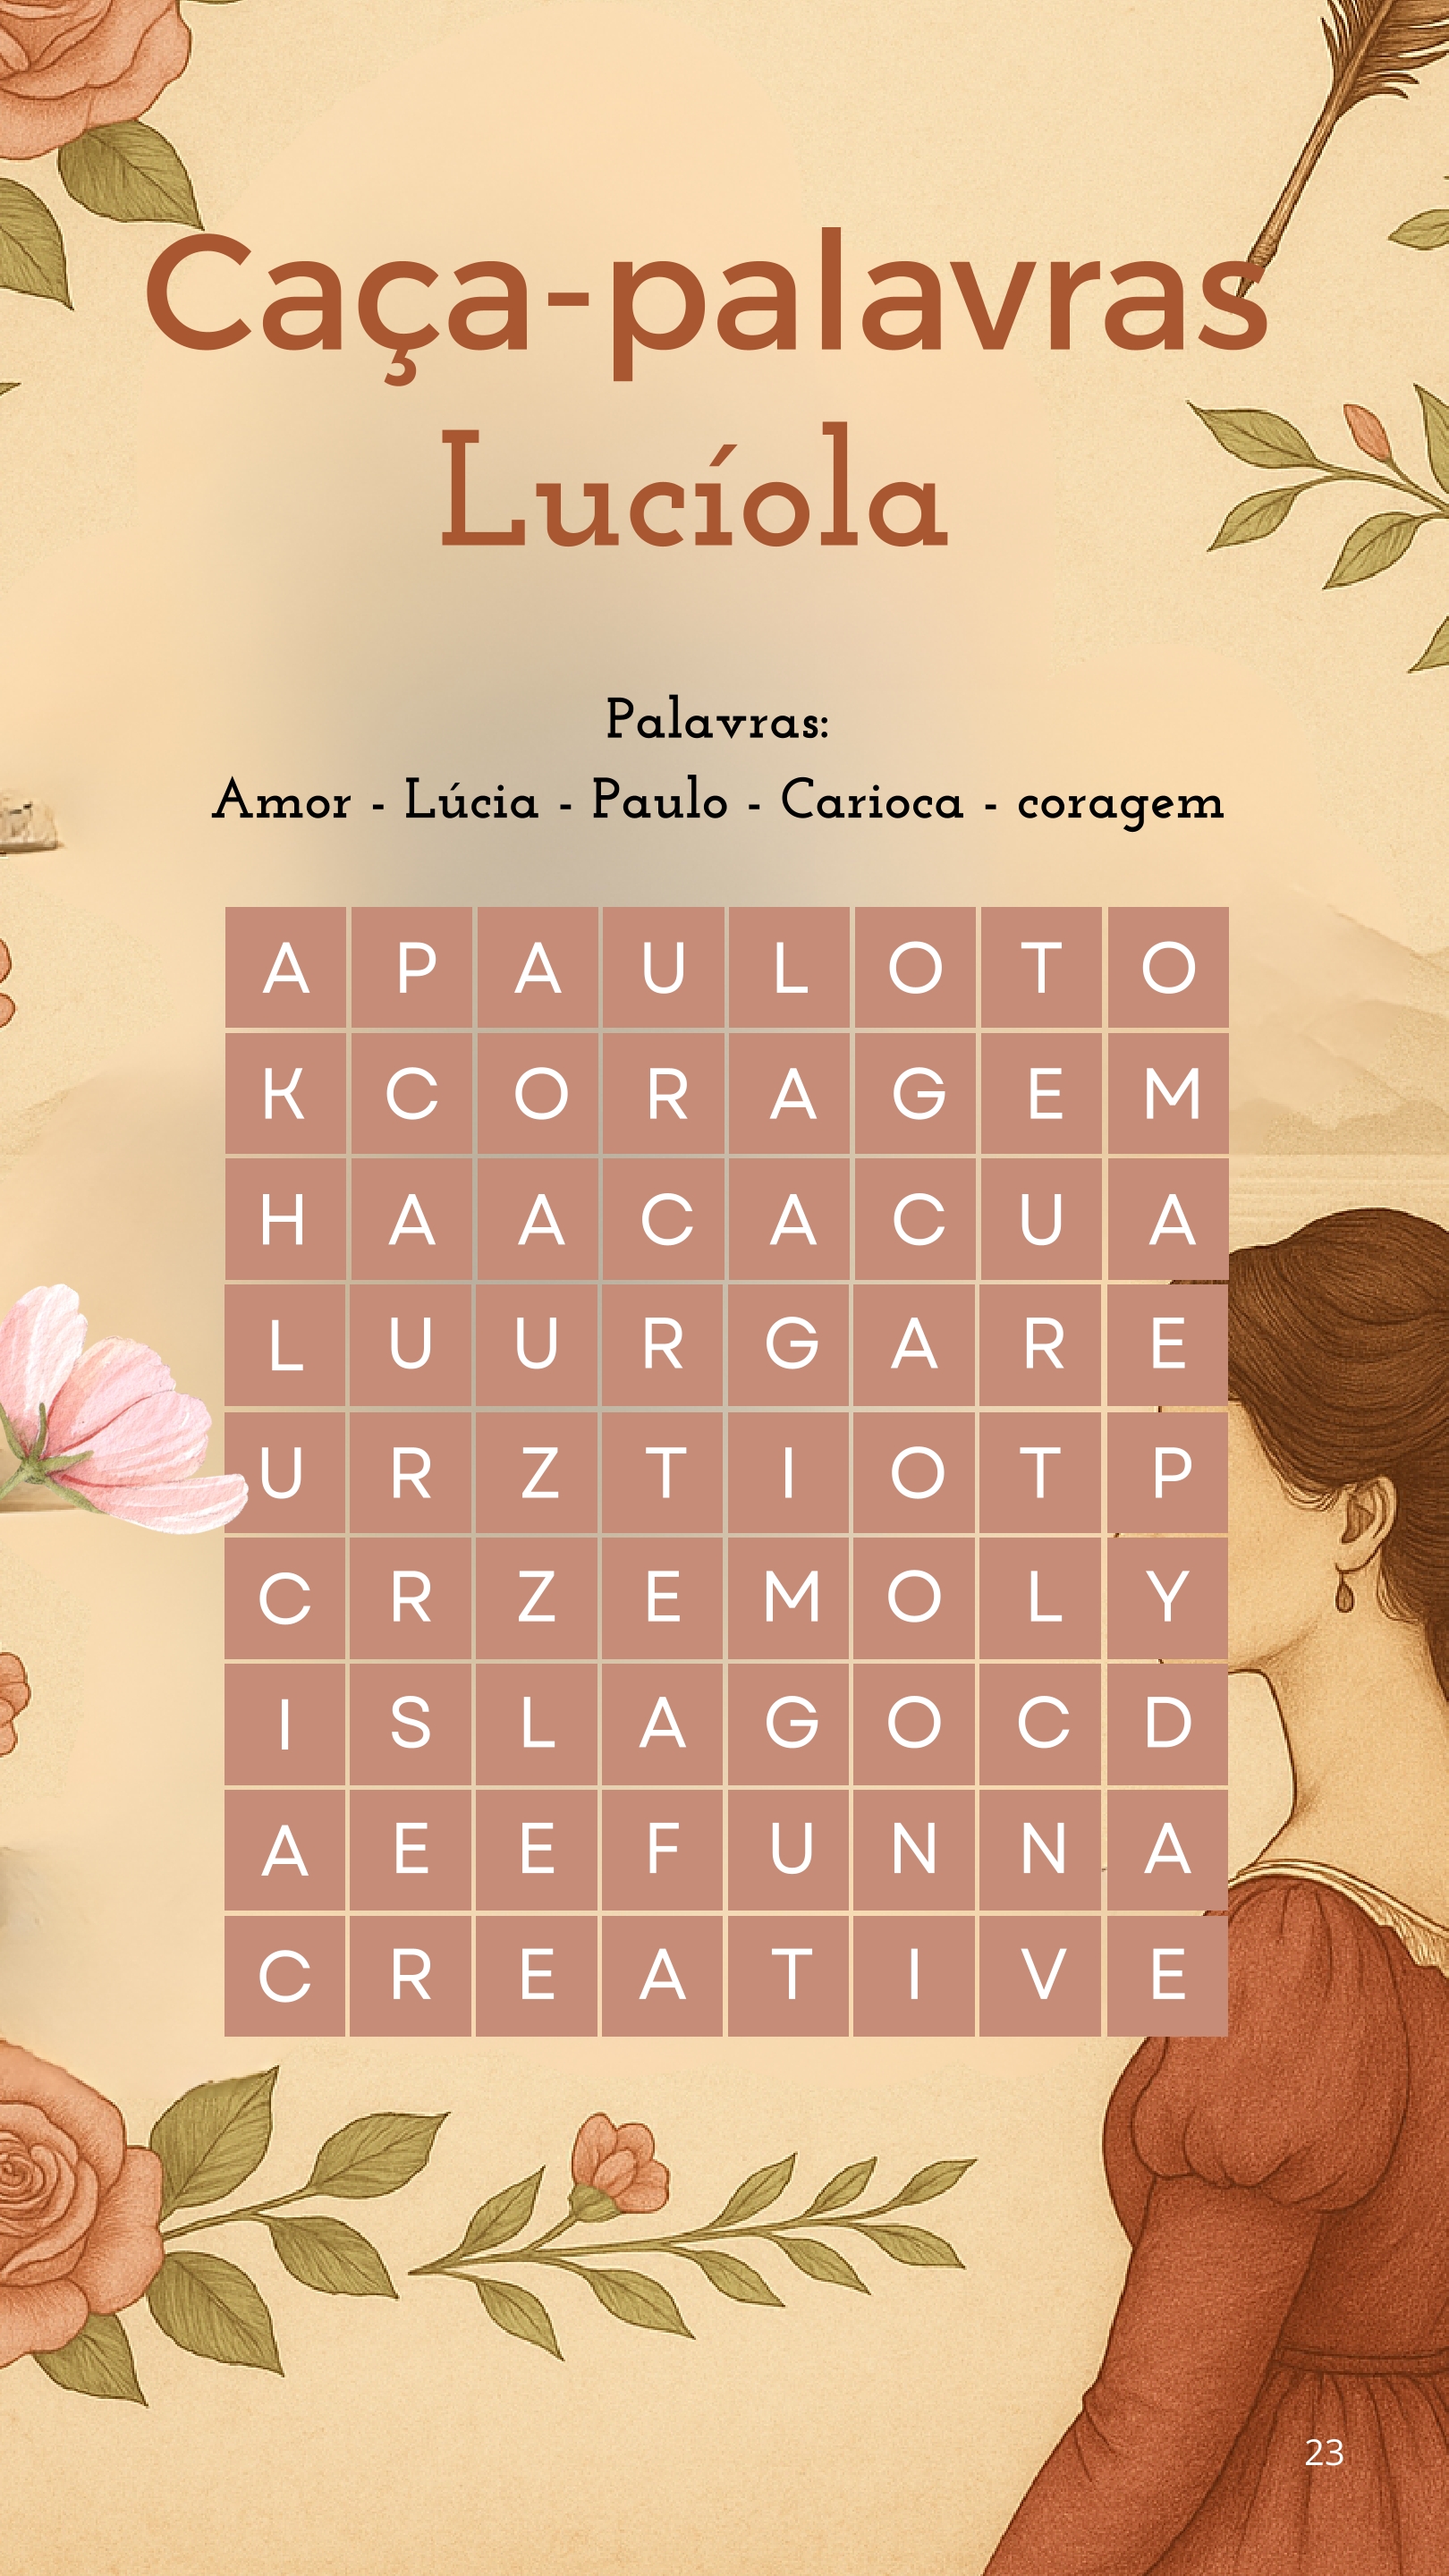 Caça-palavras
Lucíola
Palavras:
Amor - Lúcia - Paulo - Carioca - coragem
A P A U L O T O
K C O R A G E M
H A A C A C U A
L U U R G A R E
U R Z T I O T P
C R Z E M O L Y
I S L A G O C D
A E E F U N N A
C R E A T I V E
23